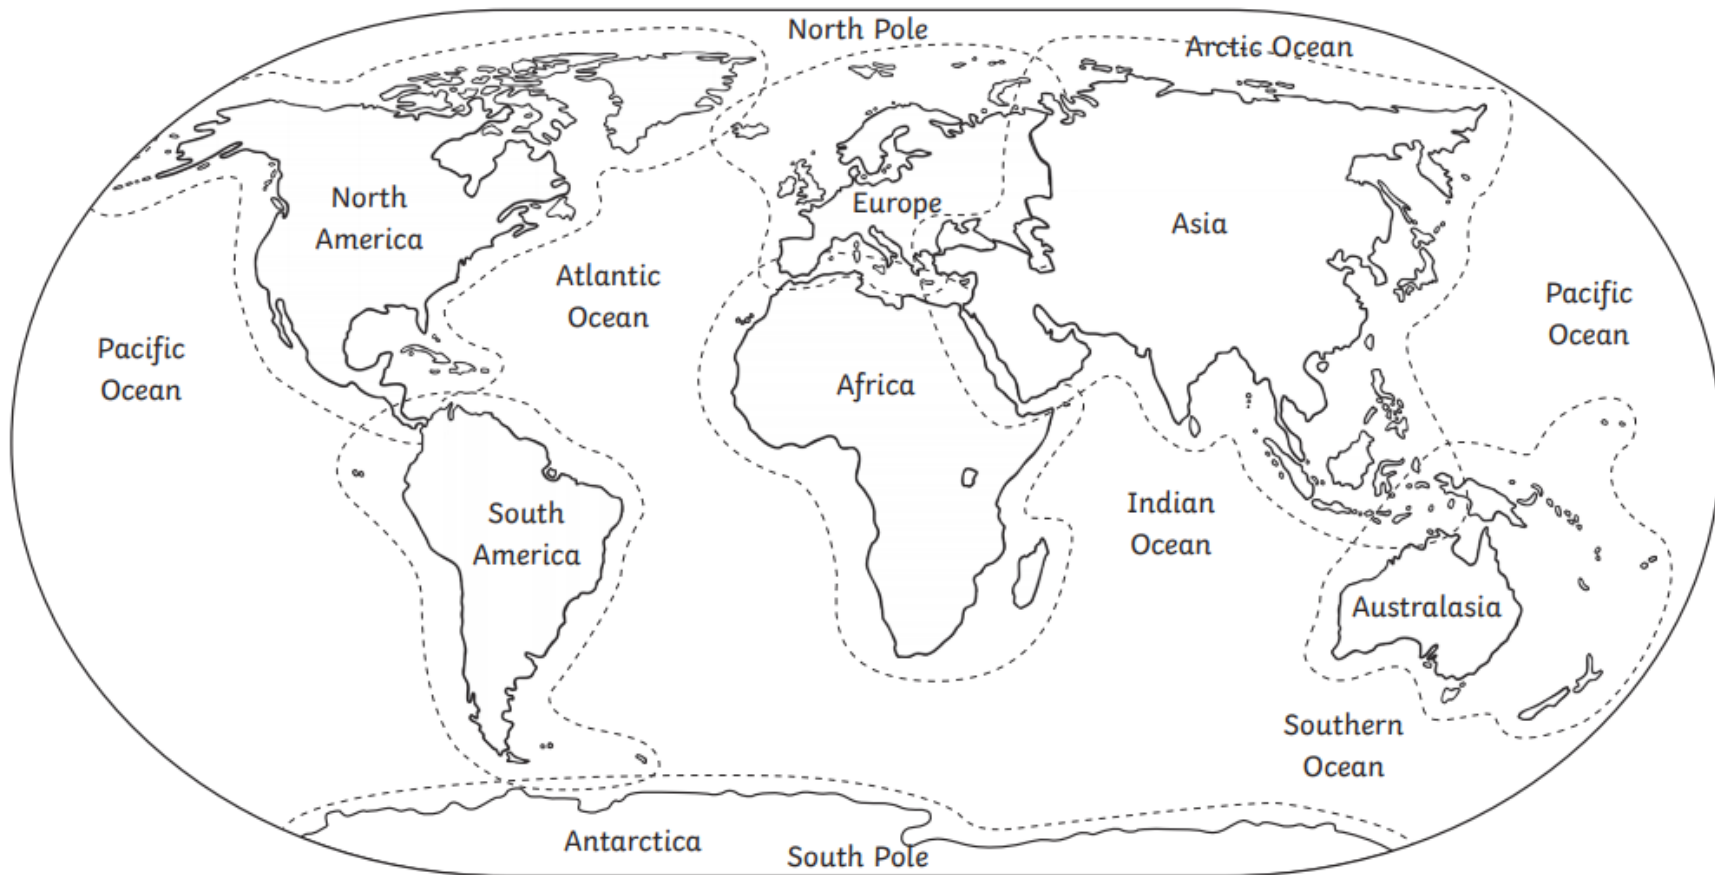 North Pole
Arctic Ocean
North
America
Europe
Asia
Atlantic
Ocean
Pacific
Ocean
Pacific
Ocean
Africa
South
America
Indian
Ocean
Australasia
Southern
Ocean
Antarctica
South Pole